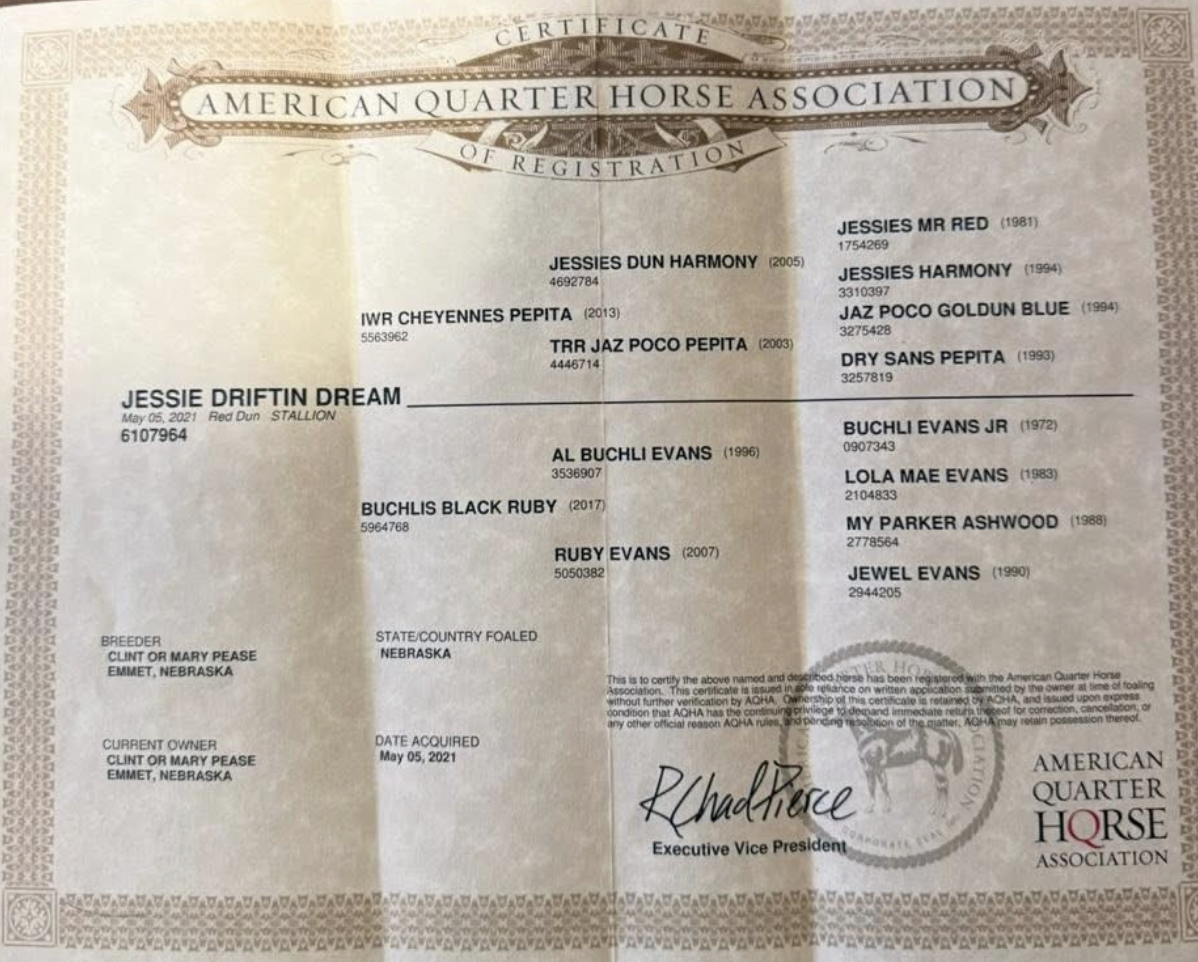 CERTIFICATE
AMERICAN QUARTER HORSE ASSOCIATION
OF REGISTRATION
JESSIES MR RED (1981)
1754269
JESSIES DUN HARMONY (2005)
4692784
JESSIES HARMONY (1994)
3310397
IWR CHEYENNES PEPITA (2013)
5563962
JAZ POCO GOLDUN BLUE (1994)
3275428
TRR JAZ POCO PEPITA (2003)
4446714
DRY SANS PEPITA (1993)
3257819
JESSIE DRIFTIN DREAM
May 05, 2021 Red Dun STALLION
6107964
BUCHLI EVANS JR (1972)
0907343
AL BUCHLI EVANS (1996)
3536907
LOLA MAE EVANS (1983)
2104833
BUCHLIS BLACK RUBY (2017)
5964768
MY PARKER ASHWOOD (1988)
2778564
RUBY EVANS (2007)
5050382
JEWEL EVANS (1990)
2944205
BREEDER
CLINT OR MARY PEASE
EMMET, NEBRASKA
STATE/COUNTRY FOALED
NEBRASKA
CURRENT OWNER
CLINT OR MARY PEASE
EMMET, NEBRASKA
DATE ACQUIRED
May 05, 2021
This is to certify the above named and described horse has been registered with the American Quarter Horse
Association. This certificate is issued in sole reliance on written application submitted by the owner at time of foaling
without further verification by AQHA. Ownership of this certificate is retained by AQHA, and issued upon express
condition that AQHA has the continuing privilege to demand immediate return thereof for correction, cancellation, or
any other official reason AQHA rules, and pending resolution of the matter, AQHA may retain possession thereof.
R Chad Pierce
Executive Vice President
CORPORATE SEAL
AMERICAN
QUARTER
HORSE
ASSOCIATION